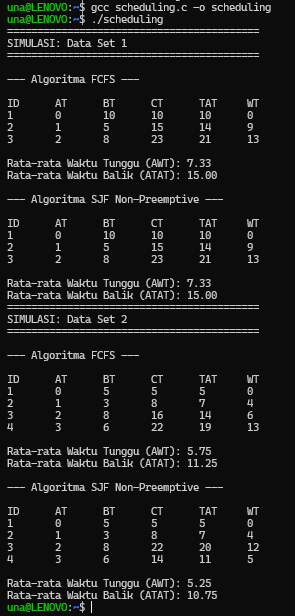 una@LENOVO:~$ gcc scheduling.c -o scheduling
una@LENOVO:~$ ./scheduling
==========================================
SIMULASI: Data Set 1
==========================================
--- Algoritma FCFS ---
ID AT BT CT TAT WT
1 0 10 10 10 0
2 1 5 15 14 9
3 2 8 23 21 13
Rata-rata Waktu Tunggu (AWT): 7.33
Rata-rata Waktu Balik (ATAT): 15.00
--- Algoritma SJF Non-Preemptive ---
ID AT BT CT TAT WT
1 0 10 10 10 0
2 1 5 15 14 9
3 2 8 23 21 13
Rata-rata Waktu Tunggu (AWT): 7.33
Rata-rata Waktu Balik (ATAT): 15.00
==========================================
SIMULASI: Data Set 2
==========================================
--- Algoritma FCFS ---
ID AT BT CT TAT WT
1 0 5 5 5 0
2 1 3 8 7 4
3 2 8 16 14 6
4 3 6 22 19 13
Rata-rata Waktu Tunggu (AWT): 5.75
Rata-rata Waktu Balik (ATAT): 11.25
--- Algoritma SJF Non-Preemptive ---
ID AT BT CT TAT WT
1 0 5 5 5 0
2 1 3 8 7 4
3 2 8 22 20 12
4 3 6 14 11 5
Rata-rata Waktu Tunggu (AWT): 5.25
Rata-rata Waktu Balik (ATAT): 10.75
una@LENOVO:~$